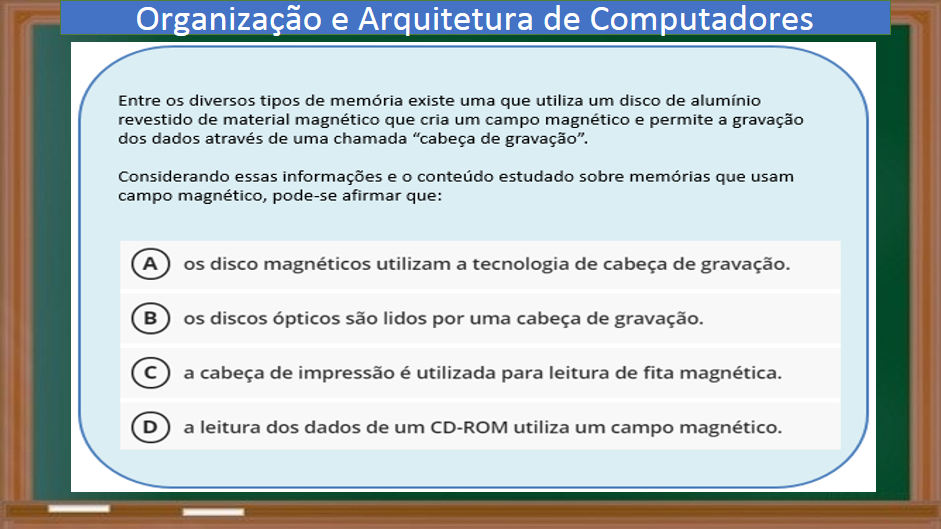 Organização e Arquitetura de Computadores
Entre os diversos tipos de memória existe uma que utiliza um disco de alumínio
revestido de material magnético que cria um campo magnético e permite a gravação
dos dados através de uma chamada “cabeça de gravação”.
Considerando essas informações e o conteúdo estudado sobre memórias que usam
campo magnético, pode-se afirmar que:
A os disco magnéticos utilizam a tecnologia de cabeça de gravação.
B os discos ópticos são lidos por uma cabeça de gravação.
C a cabeça de impressão é utilizada para leitura de fita magnética.
D a leitura dos dados de um CD-ROM utiliza um campo magnético.